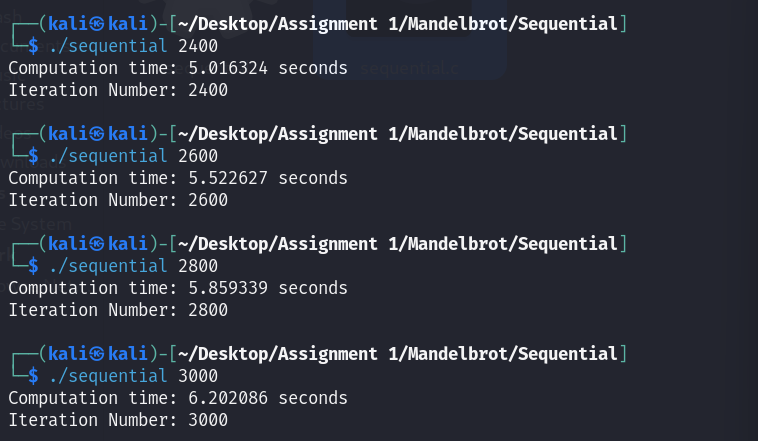 ┌──(kali㉿kali)-[~/Desktop/Assignment 1/Mandelbrot/Sequential]
└─$ ./sequential 2400
Computation time: 5.016324 seconds
Iteration Number: 2400
┌──(kali㉿kali)-[~/Desktop/Assignment 1/Mandelbrot/Sequential]
└─$ ./sequential 2600
Computation time: 5.522627 seconds
Iteration Number: 2600
┌──(kali㉿kali)-[~/Desktop/Assignment 1/Mandelbrot/Sequential]
└─$ ./sequential 2800
Computation time: 5.859339 seconds
Iteration Number: 2800
┌──(kali㉿kali)-[~/Desktop/Assignment 1/Mandelbrot/Sequential]
└─$ ./sequential 3000
Computation time: 6.202086 seconds
Iteration Number: 3000